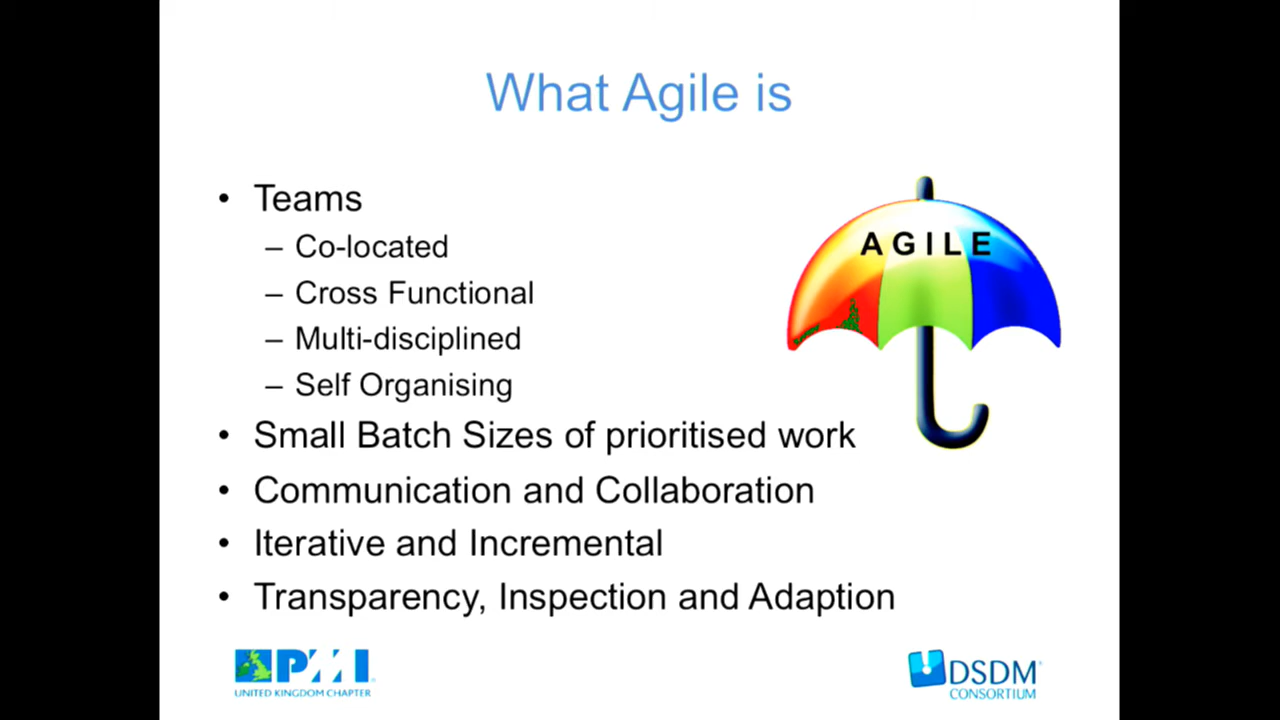 What Agile is
• Teams
– Co-located
– Cross Functional
– Multi-disciplined
– Self Organising
• Small Batch Sizes of prioritised work
• Communication and Collaboration
• Iterative and Incremental
• Transparency, Inspection and Adaption
AGILE
PMI
UNITED KINGDOM CHAPTER
DSDM
CONSORTIUM